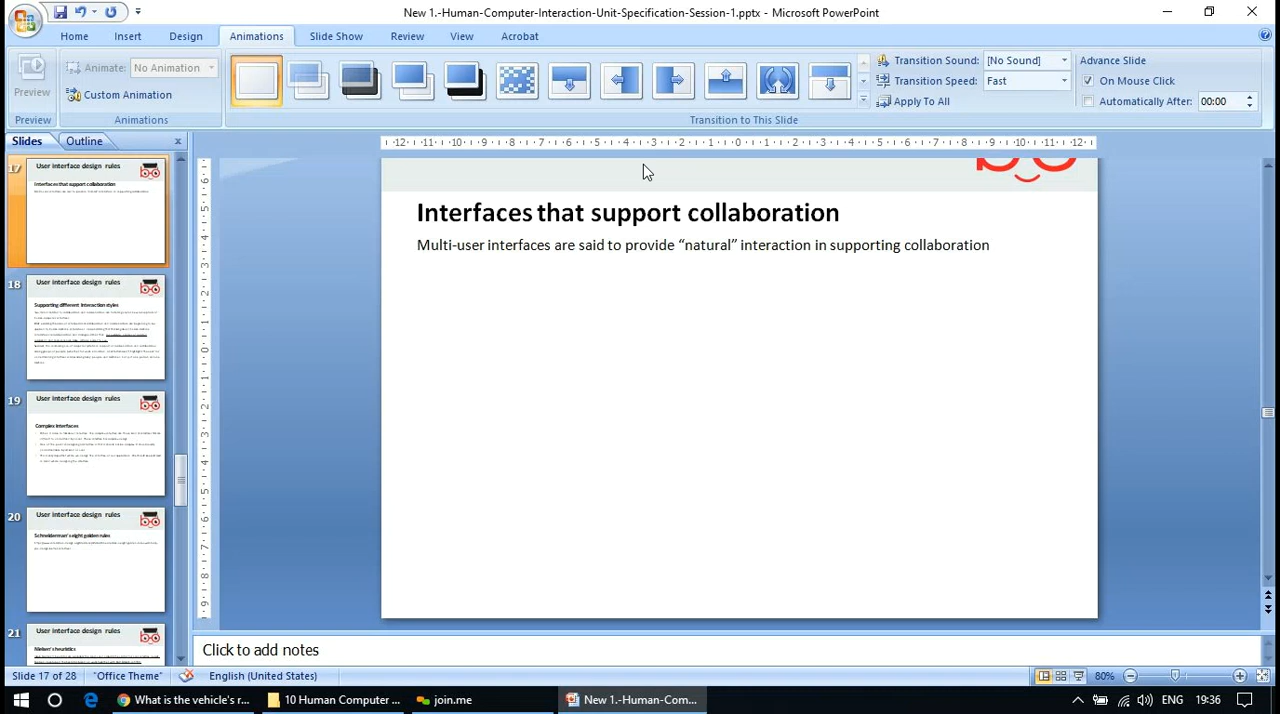 New 1.-Human-Computer-Interaction-Unit-Specification-Session-1.pptx - Microsoft PowerPoint
Home Insert Design Animations Slide Show Review View Acrobat
Preview
Preview
Animate: No Animation
Custom Animation
Animations
Transition to This Slide
Transition Sound: [No Sound]
Transition Speed: Fast
Apply To All
Advance Slide
On Mouse Click
Automatically After: 00:00
Slides Outline
17
User interface design rules
Interfaces that support collaboration
18
User interface design rules
Supporting different interaction styles
19
User interface design rules
Complex Interfaces
20
User interface design rules
Schneiderman's eight golden rules
21
User interface design rules
Nielsen's heuristics
Interfaces that support collaboration
Multi-user interfaces are said to provide “natural” interaction in supporting collaboration
Click to add notes
Slide 17 of 28 "Office Theme" English (United States) 80%
What is the vehicle's r... 10 Human Computer ... join.me New 1.-Human-Com... ENG 19:36